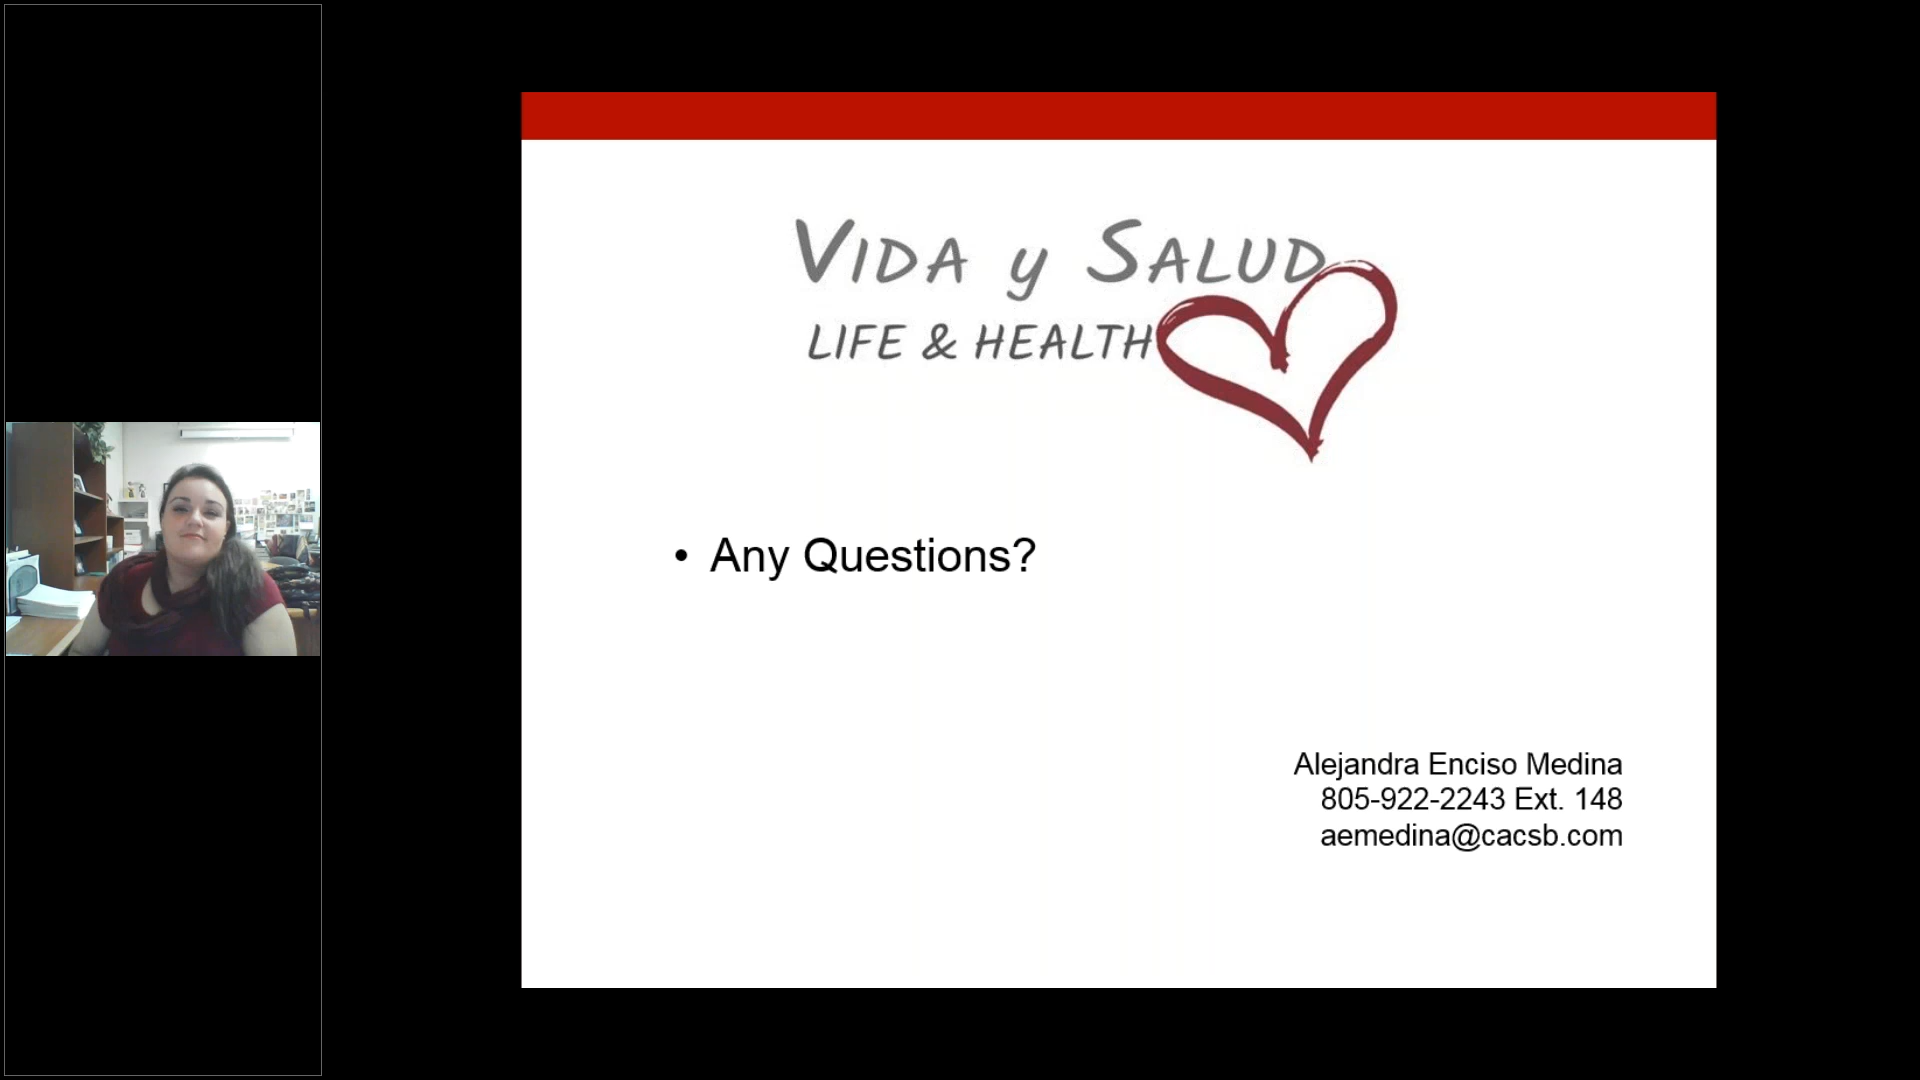 VIDA y SALUD
LIFE & HEALTH
• Any Questions?
Alejandra Enciso Medina
805-922-2243 Ext. 148
aemedina@cacsb.com